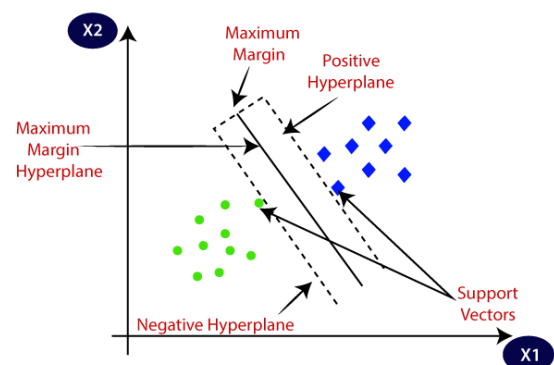 X2
Maximum
Margin
Positive
Hyperplane
Maximum
Margin
Hyperplane
Support
Vectors
Negative Hyperplane
X1